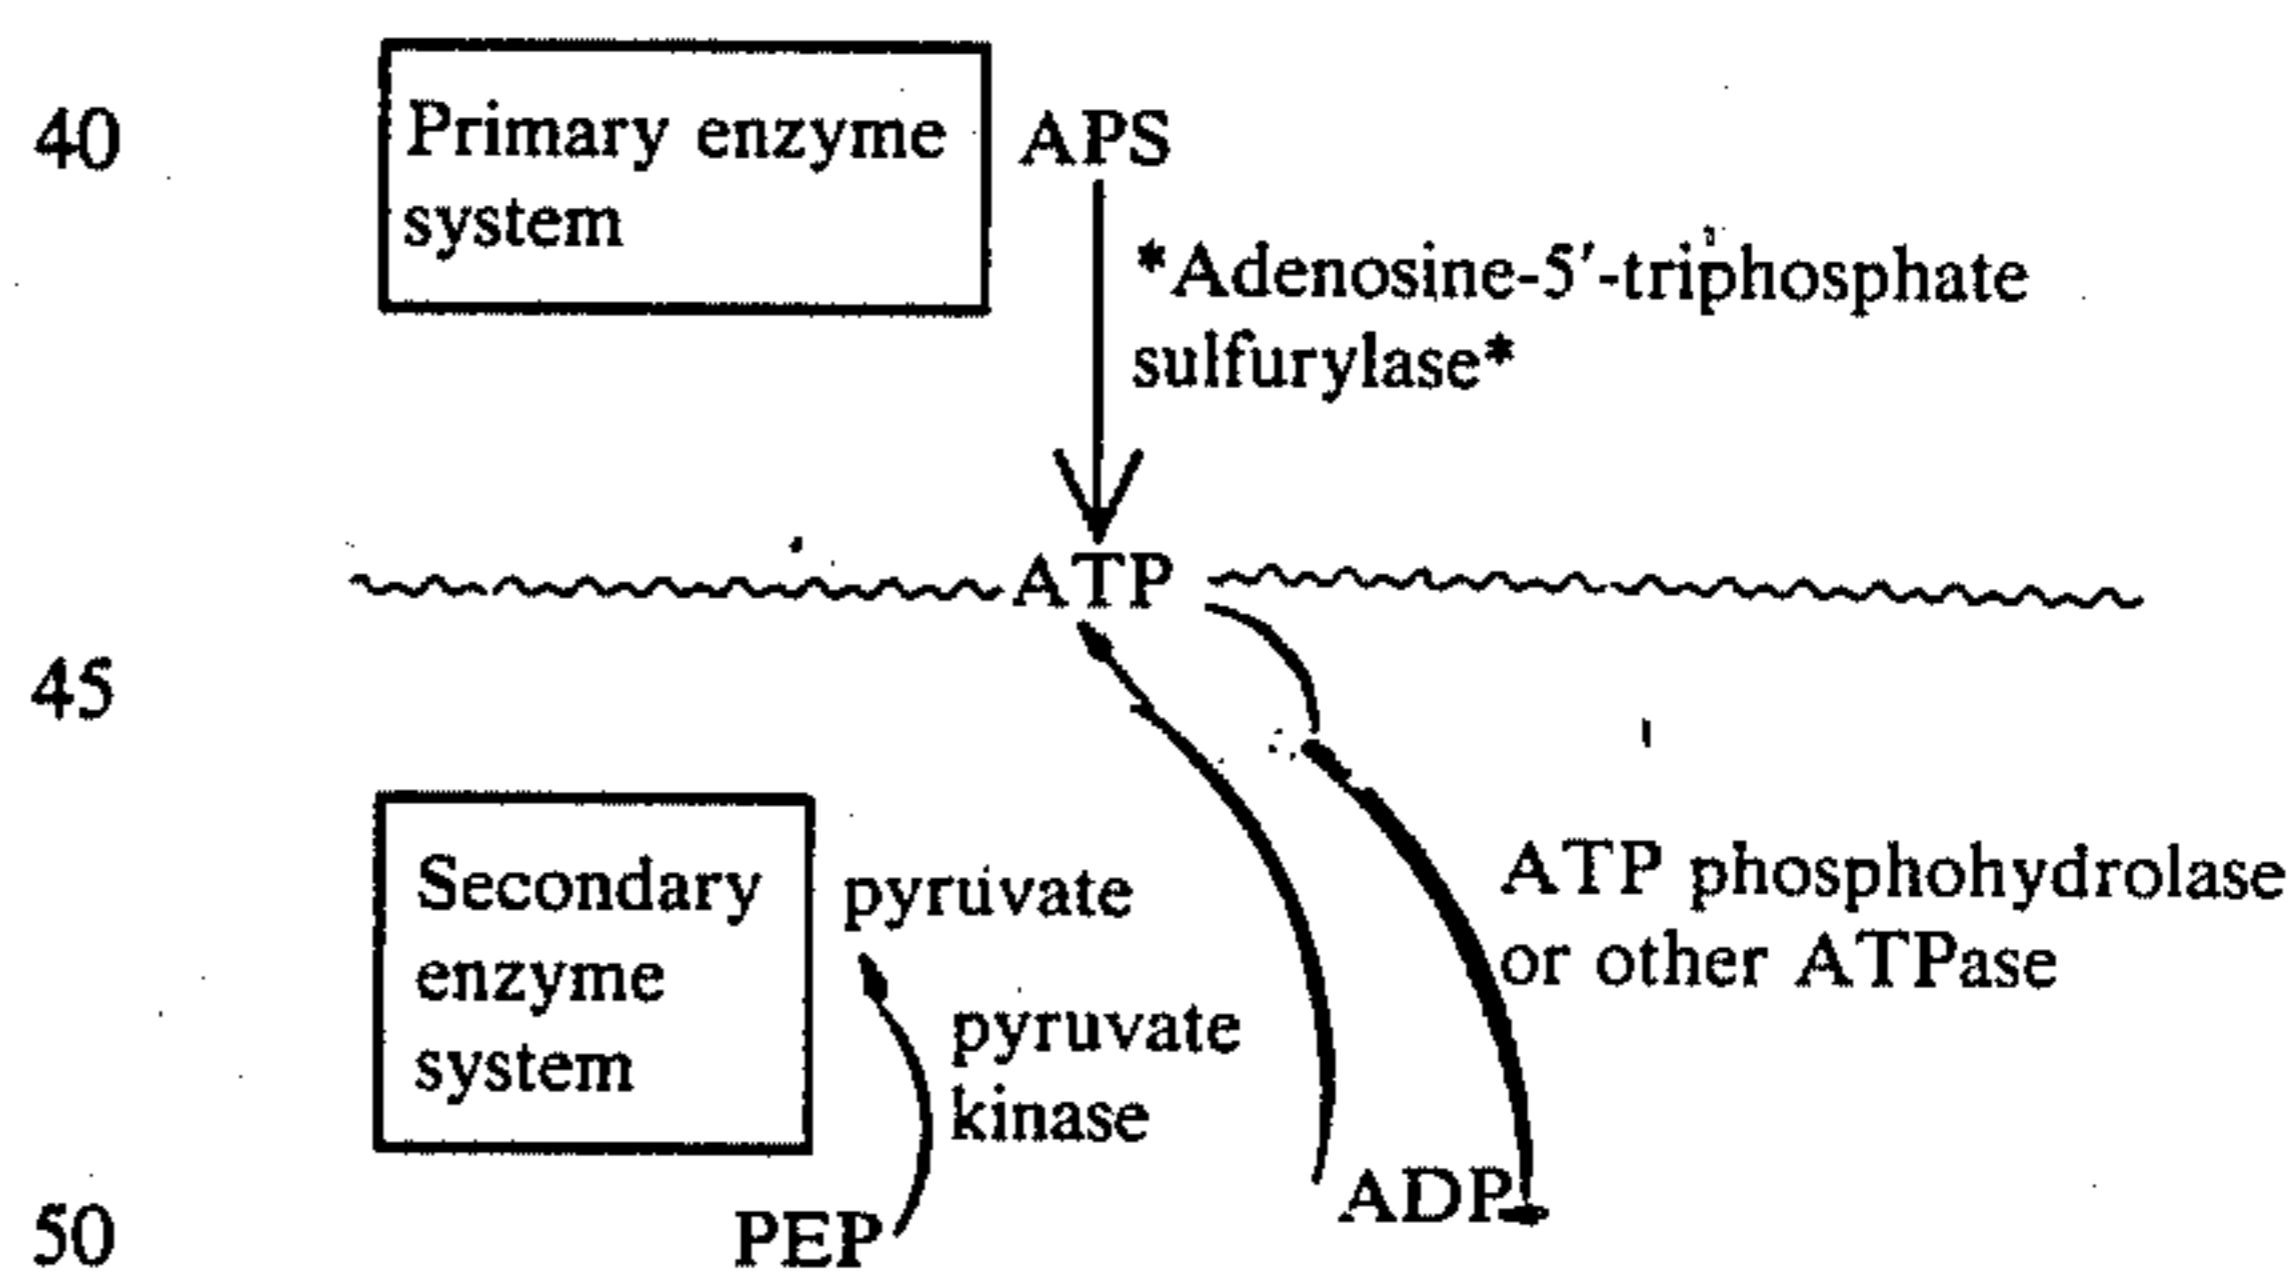 40
Primary enzyme
system
APS
*Adenosine-5'-triphosphate
sulfurylase*
ATP
45
Secondary
enzyme
system
pyruvate
pyruvate
kinase
ATP phosphohydrolase
or other ATPase
50
PEP
ADP